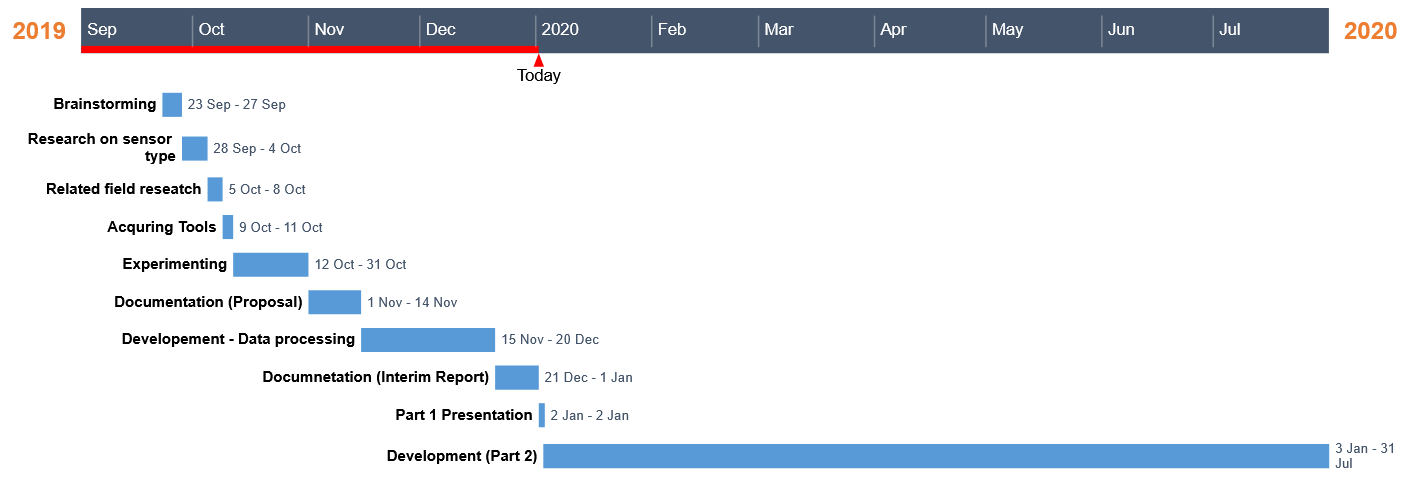 2019 Sep Oct Nov Dec 2020 Feb Mar Apr May Jun Jul 2020
Today
Brainstorming 23 Sep - 27 Sep
Research on sensor
type 28 Sep - 4 Oct
Related field reseatch 5 Oct - 8 Oct
Acquring Tools 9 Oct - 11 Oct
Experimenting 12 Oct - 31 Oct
Documentation (Proposal) 1 Nov - 14 Nov
Developement - Data processing 15 Nov - 20 Dec
Documnetation (Interim Report) 21 Dec - 1 Jan
Part 1 Presentation 2 Jan - 2 Jan
Development (Part 2) 3 Jan - 31
Jul